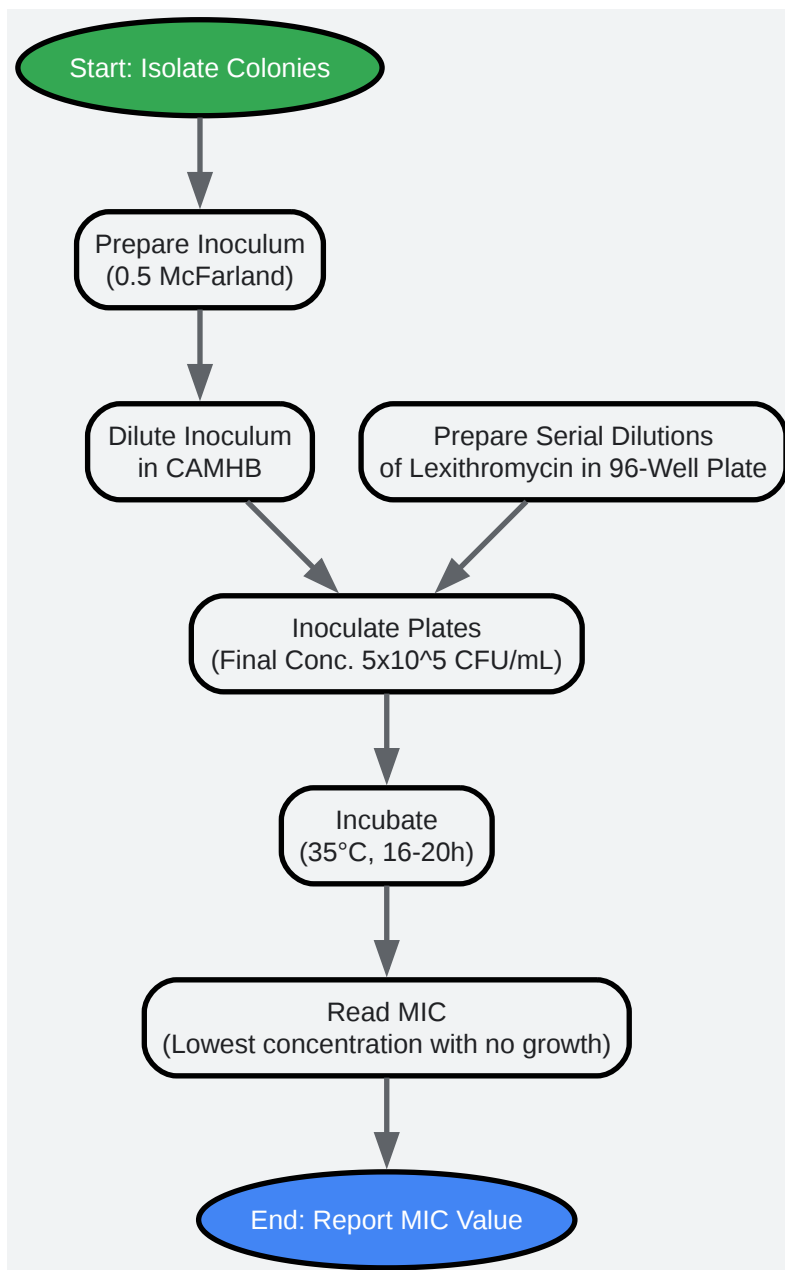 Start: Isolate Colonies
Prepare Inoculum
(0.5 McFarland)
Dilute Inoculum
in CAMHB
Prepare Serial Dilutions
of Lexithromycin in 96-Well Plate
Inoculate Plates
(Final Conc. 5x10^5 CFU/mL)
Incubate
(35°C, 16-20h)
Read MIC
(Lowest concentration with no growth)
End: Report MIC Value